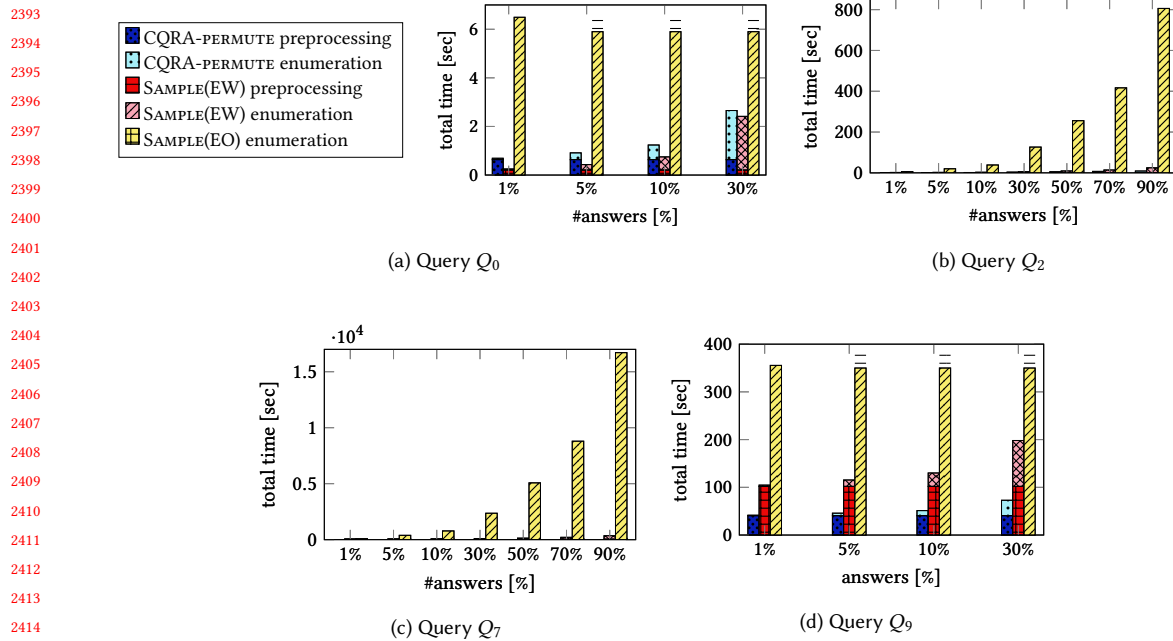 2393
2394
2395
2396
2397
2398
2399
2400
2401
2402
2403
2404
2405
2406
2407
2408
2409
2410
2411
2412
2413
2414
CQRA-PERMUTE preprocessing
CQRA-PERMUTE enumeration
SAMPLE(EW) preprocessing
SAMPLE(EW) enumeration
SAMPLE(EO) enumeration
total time [sec]
6
4
2
0
1% 5% 10% 30%
#answers [%]
(a) Query Q0
total time [sec]
800
600
400
200
0
1% 5% 10% 30% 50% 70% 90%
#answers [%]
(b) Query Q2
·10^4
total time [sec]
1.5
1
0.5
0
1% 5% 10% 30% 50% 70% 90%
#answers [%]
(c) Query Q7
total time [sec]
400
300
200
100
0
1% 5% 10% 30%
answers [%]
(d) Query Q9